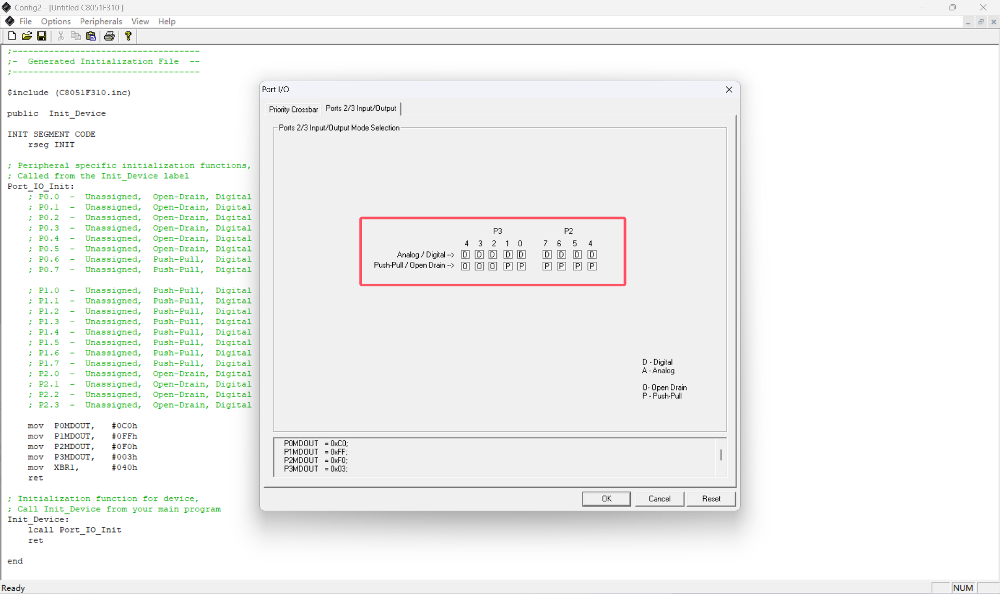 Config2 - [Untitled C8051F310 ]
File Options Peripherals View Help
;------------------------------------
;-  Generated Initialization File  --
;------------------------------------
$include (C8051F310.inc)
public  Init_Device
INIT SEGMENT CODE
    rseg INIT
; Peripheral specific initialization functions,
; Called from the Init_Device label
Port_IO_Init:
    ; P0.0  -  Unassigned,  Open-Drain, Digital
    ; P0.1  -  Unassigned,  Open-Drain, Digital
    ; P0.2  -  Unassigned,  Open-Drain, Digital
    ; P0.3  -  Unassigned,  Open-Drain, Digital
    ; P0.4  -  Unassigned,  Open-Drain, Digital
    ; P0.5  -  Unassigned,  Open-Drain, Digital
    ; P0.6  -  Unassigned,  Push-Pull,  Digital
    ; P0.7  -  Unassigned,  Push-Pull,  Digital
    ; P1.0  -  Unassigned,  Push-Pull,  Digital
    ; P1.1  -  Unassigned,  Push-Pull,  Digital
    ; P1.2  -  Unassigned,  Push-Pull,  Digital
    ; P1.3  -  Unassigned,  Push-Pull,  Digital
    ; P1.4  -  Unassigned,  Push-Pull,  Digital
    ; P1.5  -  Unassigned,  Push-Pull,  Digital
    ; P1.6  -  Unassigned,  Push-Pull,  Digital
    ; P1.7  -  Unassigned,  Push-Pull,  Digital
    ; P2.0  -  Unassigned,  Open-Drain, Digital
    ; P2.1  -  Unassigned,  Open-Drain, Digital
    ; P2.2  -  Unassigned,  Open-Drain, Digital
    ; P2.3  -  Unassigned,  Open-Drain, Digital
    mov  P0MDOUT,   #0C0h
    mov  P1MDOUT,   #0FFh
    mov  P2MDOUT,   #0F0h
    mov  P3MDOUT,   #003h
    mov  XBR1,      #040h
    ret
; Initialization function for device,
; Call Init_Device from your main program
Init_Device:
    lcall Port_IO_Init
    ret
end
Port I/O
Priority Crossbar Ports 2/3 Input/Output
Ports 2/3 Input/Output Mode Selection
P3 P2
4 3 2 1 0 7 6 5 4
Analog / Digital --> D D D D D D D D D
Push-Pull / Open Drain --> O O O P P P P P P
D - Digital
A - Analog
O- Open Drain
P - Push-Pull
P0MDOUT = 0xC0;
P1MDOUT = 0xFF;
P2MDOUT = 0xF0;
P3MDOUT = 0x03;
OK Cancel Reset
Ready NUM